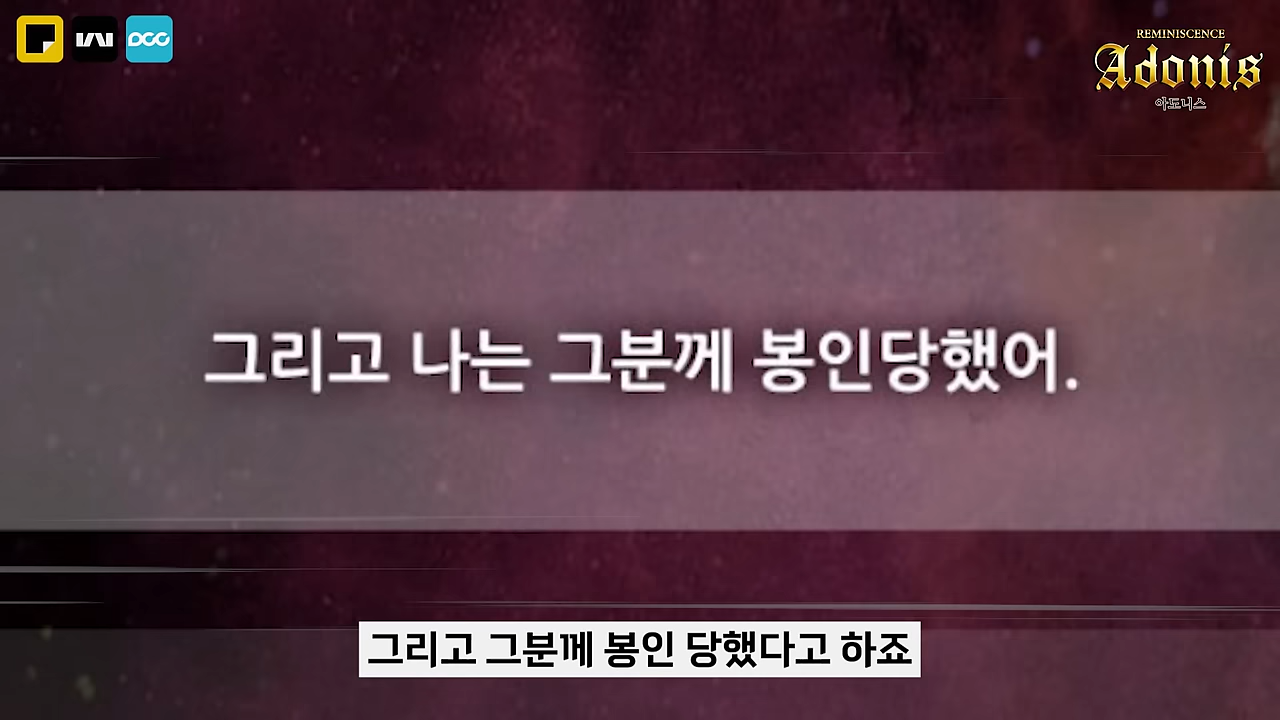 DCC
REMINISCENCE
Adonis
아도니스
그리고 나는 그분께 봉인당했어.
그리고 그분께 봉인 당했다고 하죠